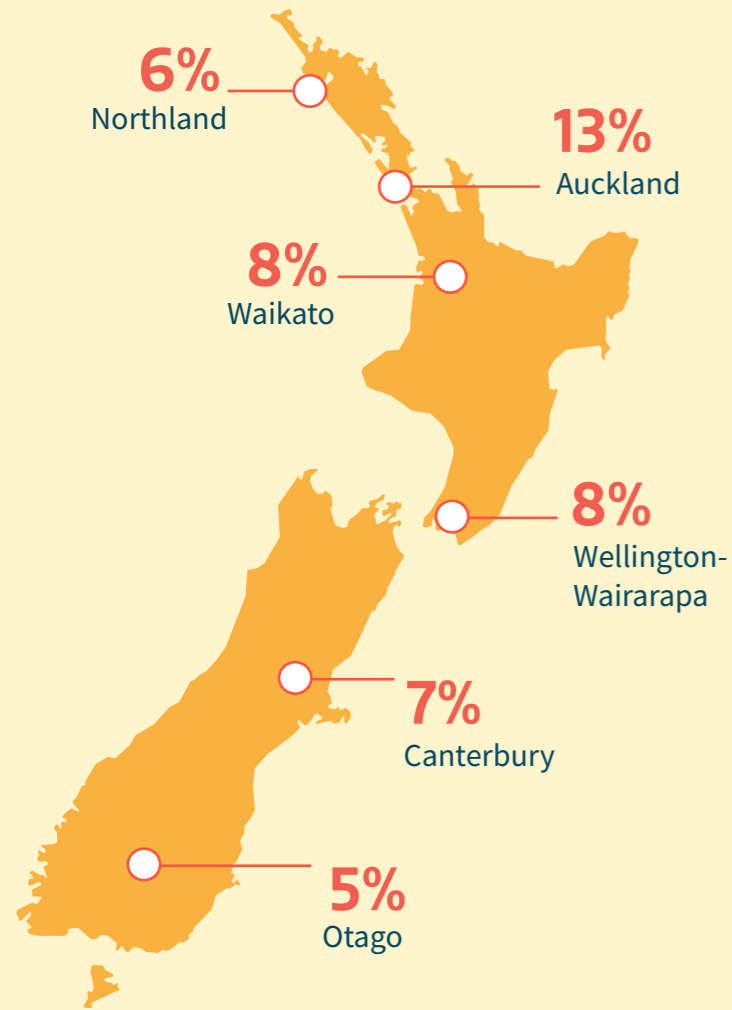 6%
Northland
13%
Auckland
8%
Waikato
8%
Wellington-
Wairarapa
7%
Canterbury
5%
Otago